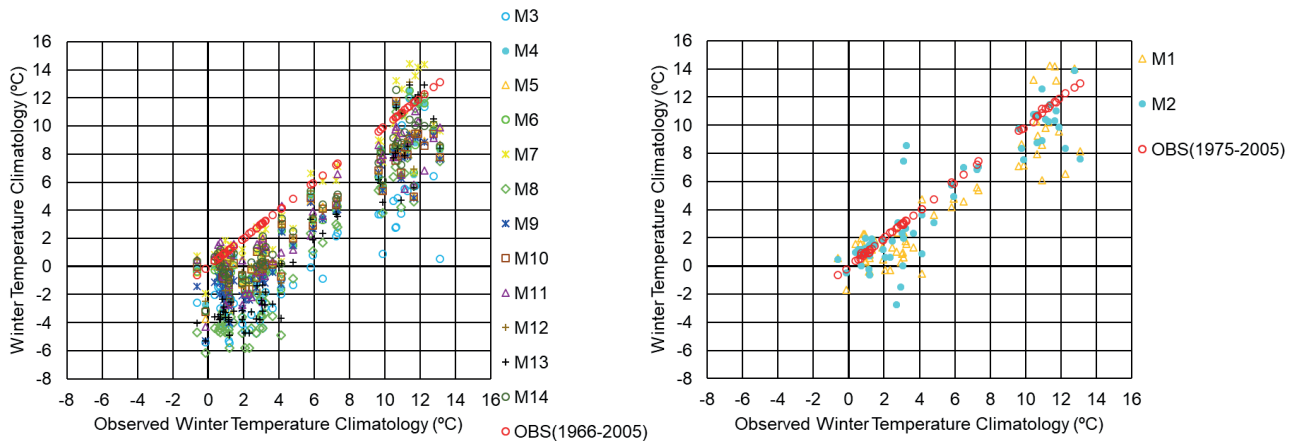 16
14
12
10
8
6
4
2
0
-2
-4
-6
-8
-8 -6 -4 -2 0 2 4 6 8 10 12 14 16
Winter Temperature Climatology (ºC)
Observed Winter Temperature Climatology (ºC)
M3
M4
M5
M6
M7
M8
M9
M10
M11
M12
M13
M14
OBS(1966-2005)
16
14
12
10
8
6
4
2
0
-2
-4
-6
-8
-8 -6 -4 -2 0 2 4 6 8 10 12 14 16
Winter Temperature Climatology (ºC)
Observed Winter Temperature Climatology (ºC)
M1
M2
OBS(1975-2005)